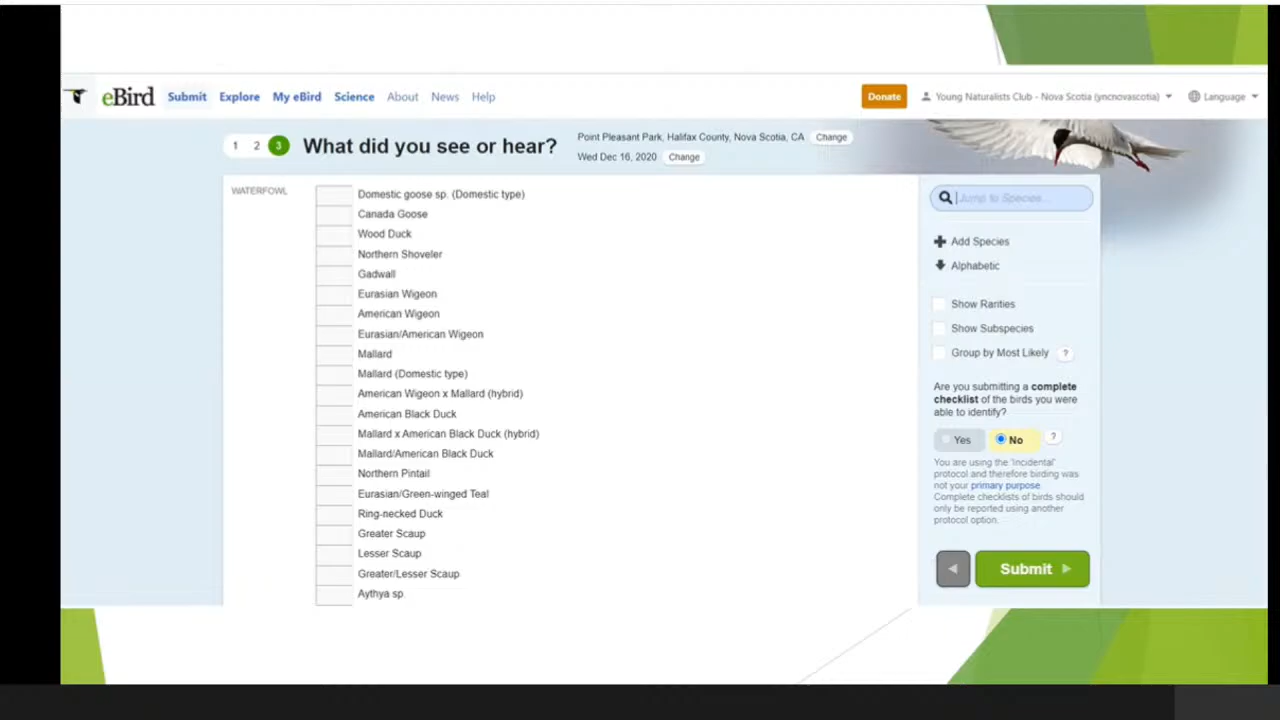 eBird Submit Explore My eBird Science About News Help Donate Young Naturalists Club - Nova Scotia (yncnovascotia) Language
1 2 3 What did you see or hear?
Point Pleasant Park, Halifax County, Nova Scotia, CA Change
Wed Dec 16, 2020 Change
WATERFOWL
Domestic goose sp. (Domestic type)
Canada Goose
Wood Duck
Northern Shoveler
Gadwall
Eurasian Wigeon
American Wigeon
Eurasian/American Wigeon
Mallard
Mallard (Domestic type)
American Wigeon x Mallard (hybrid)
American Black Duck
Mallard x American Black Duck (hybrid)
Mallard/American Black Duck
Northern Pintail
Eurasian/Green-winged Teal
Ring-necked Duck
Greater Scaup
Lesser Scaup
Greater/Lesser Scaup
Aythya sp
Jump to Species...
Add Species
Alphabetic
Show Rarities
Show Subspecies
Group by Most Likely ?
Are you submitting a complete
checklist of the birds you were
able to identify?
Yes No ?
You are using the 'Incidental'
protocol and therefore birding was
not your primary purpose.
Complete checklists of birds should
only be reported using another
protocol option.
Submit